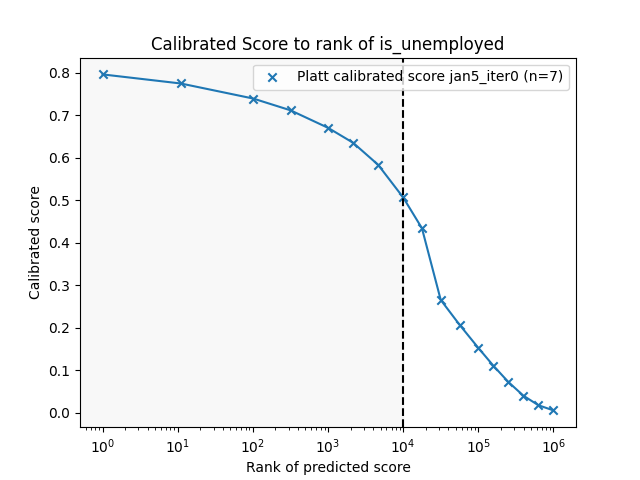 Calibrated Score to rank of is_unemployed
Platt calibrated score jan5_iter0 (n=7)
Calibrated score
0.8
0.7
0.6
0.5
0.4
0.3
0.2
0.1
0.0
10⁰ 10¹ 10² 10³ 10⁴ 10⁵ 10⁶
Rank of predicted score